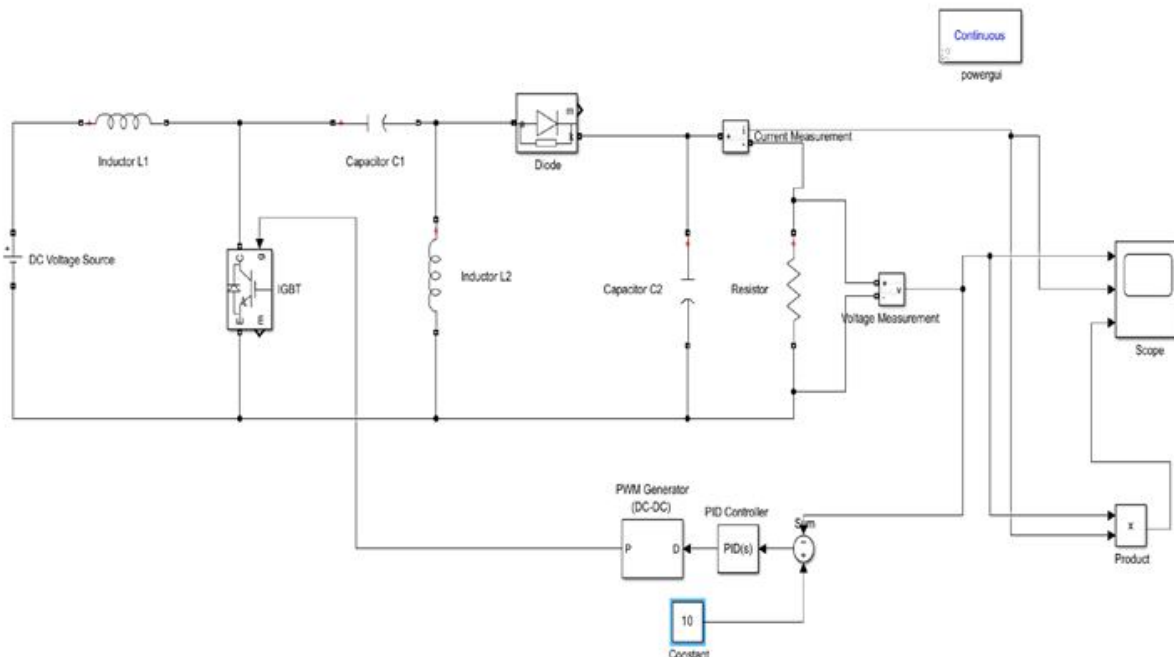 Continuous
powergui
Inductor L1
Capacitor C1
m
a
k
Diode
+
i
-
Current Measurement
+
DC Voltage Source
g
C
E
m
IGBT
Inductor L2
Capacitor C2
Resistor
+
-
v
Voltage Measurement
Scope
PWM Generator
(DC-DC)
P
D
PID Controller
PID(s)
Sum
−
+
x
Product
10
Constant